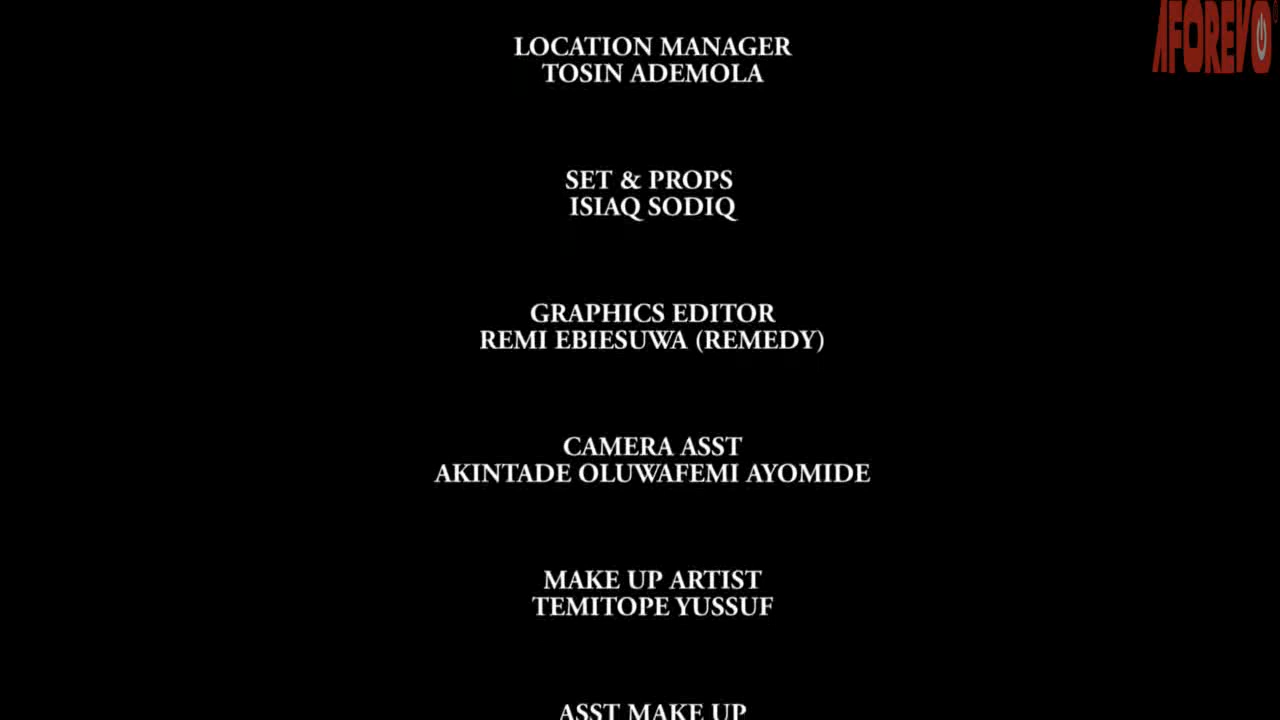 AFOREVO
LOCATION MANAGER
TOSIN ADEMOLA
SET & PROPS
ISIAQ SODIQ
GRAPHICS EDITOR
REMI EBIESUWA (REMEDY)
CAMERA ASST
AKINTADE OLUWAFEMI AYOMIDE
MAKE UP ARTIST
TEMITOPE YUSSUF
ASST MAKE UP